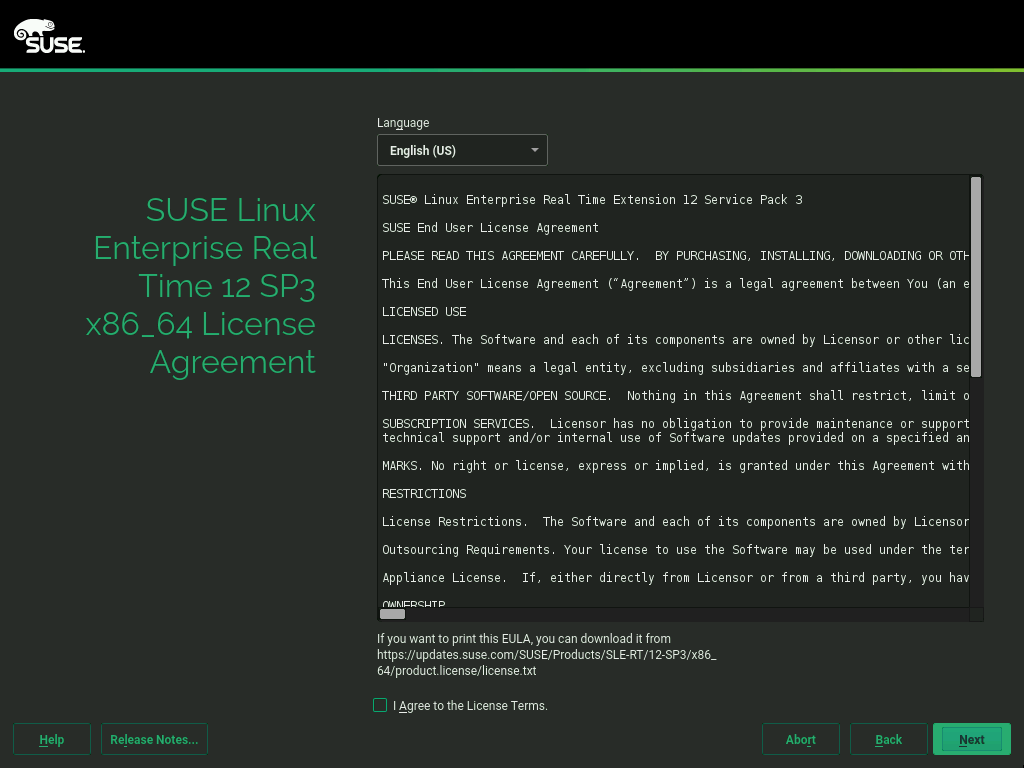 SUSE
Language
English (US)
SUSE Linux
Enterprise Real
Time 12 SP3
x86_64 License
Agreement
SUSE® Linux Enterprise Real Time Extension 12 Service Pack 3
SUSE End User License Agreement
PLEASE READ THIS AGREEMENT CAREFULLY.  BY PURCHASING, INSTALLING, DOWNLOADING OR OTH
This End User License Agreement (“Agreement”) is a legal agreement between You (an e
LICENSED USE
LICENSES. The Software and each of its components are owned by Licensor or other lic
"Organization" means a legal entity, excluding subsidiaries and affiliates with a se
THIRD PARTY SOFTWARE/OPEN SOURCE.  Nothing in this Agreement shall restrict, limit o
SUBSCRIPTION SERVICES.  Licensor has no obligation to provide maintenance or support
technical support and/or internal use of Software updates provided on a specified an
MARKS. No right or license, express or implied, is granted under this Agreement with
RESTRICTIONS
License Restrictions.  The Software and each of its components are owned by Licensor
Outsourcing Requirements. Your license to use the Software may be used under the ter
Appliance License.  If, either directly from Licensor or from a third party, you hav
OWNERSHIP
If you want to print this EULA, you can download it from
https://updates.suse.com/SUSE/Products/SLE-RT/12-SP3/x86_
64/product.license/license.txt
I Agree to the License Terms.
Help
Release Notes...
Abort
Back
Next